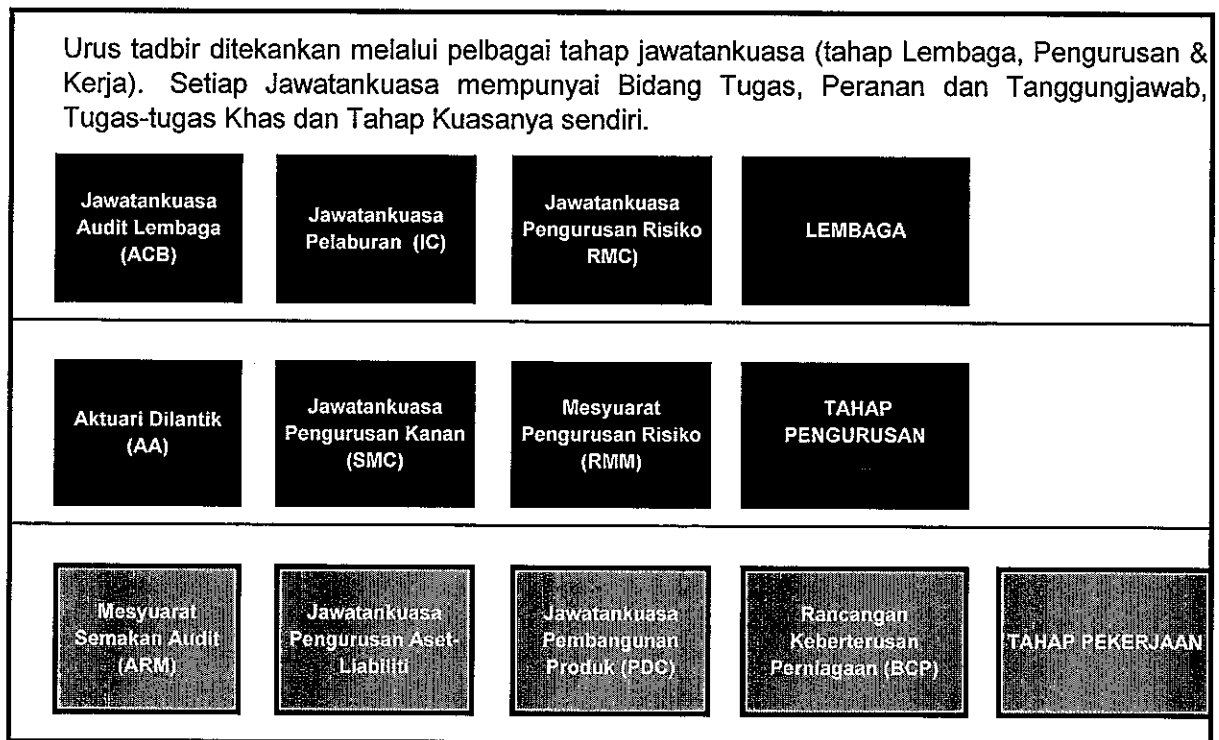 Urus tadbir ditekankan melalui pelbagai tahap jawatankuasa (tahap Lembaga, Pengurusan &
Kerja). Setiap Jawatankuasa mempunyai Bidang Tugas, Peranan dan Tanggungjawab,
Tugas-tugas Khas dan Tahap Kuasanya sendiri.
Jawatankuasa
Audit Lembaga
(ACB)
Jawatankuasa
Pelaburan (IC)
Jawatankuasa
Pengurusan Risiko
RMC)
LEMBAGA
Aktuari Dilantik
(AA)
Jawatankuasa
Pengurusan Kanan
(SMC)
Mesyuarat
Pengurusan Risiko
(RMM)
TAHAP
PENGURUSAN
Mesyuarat
Semakan Audit
(ARM)
Jawatankuasa
Pengurusan Aset-
Liabiliti
Jawatankuasa
Pembangunan
Produk (PDC)
Rancangan
Keberterusan
Perniagaan (BCP)
TAHAP PEKERJAAN